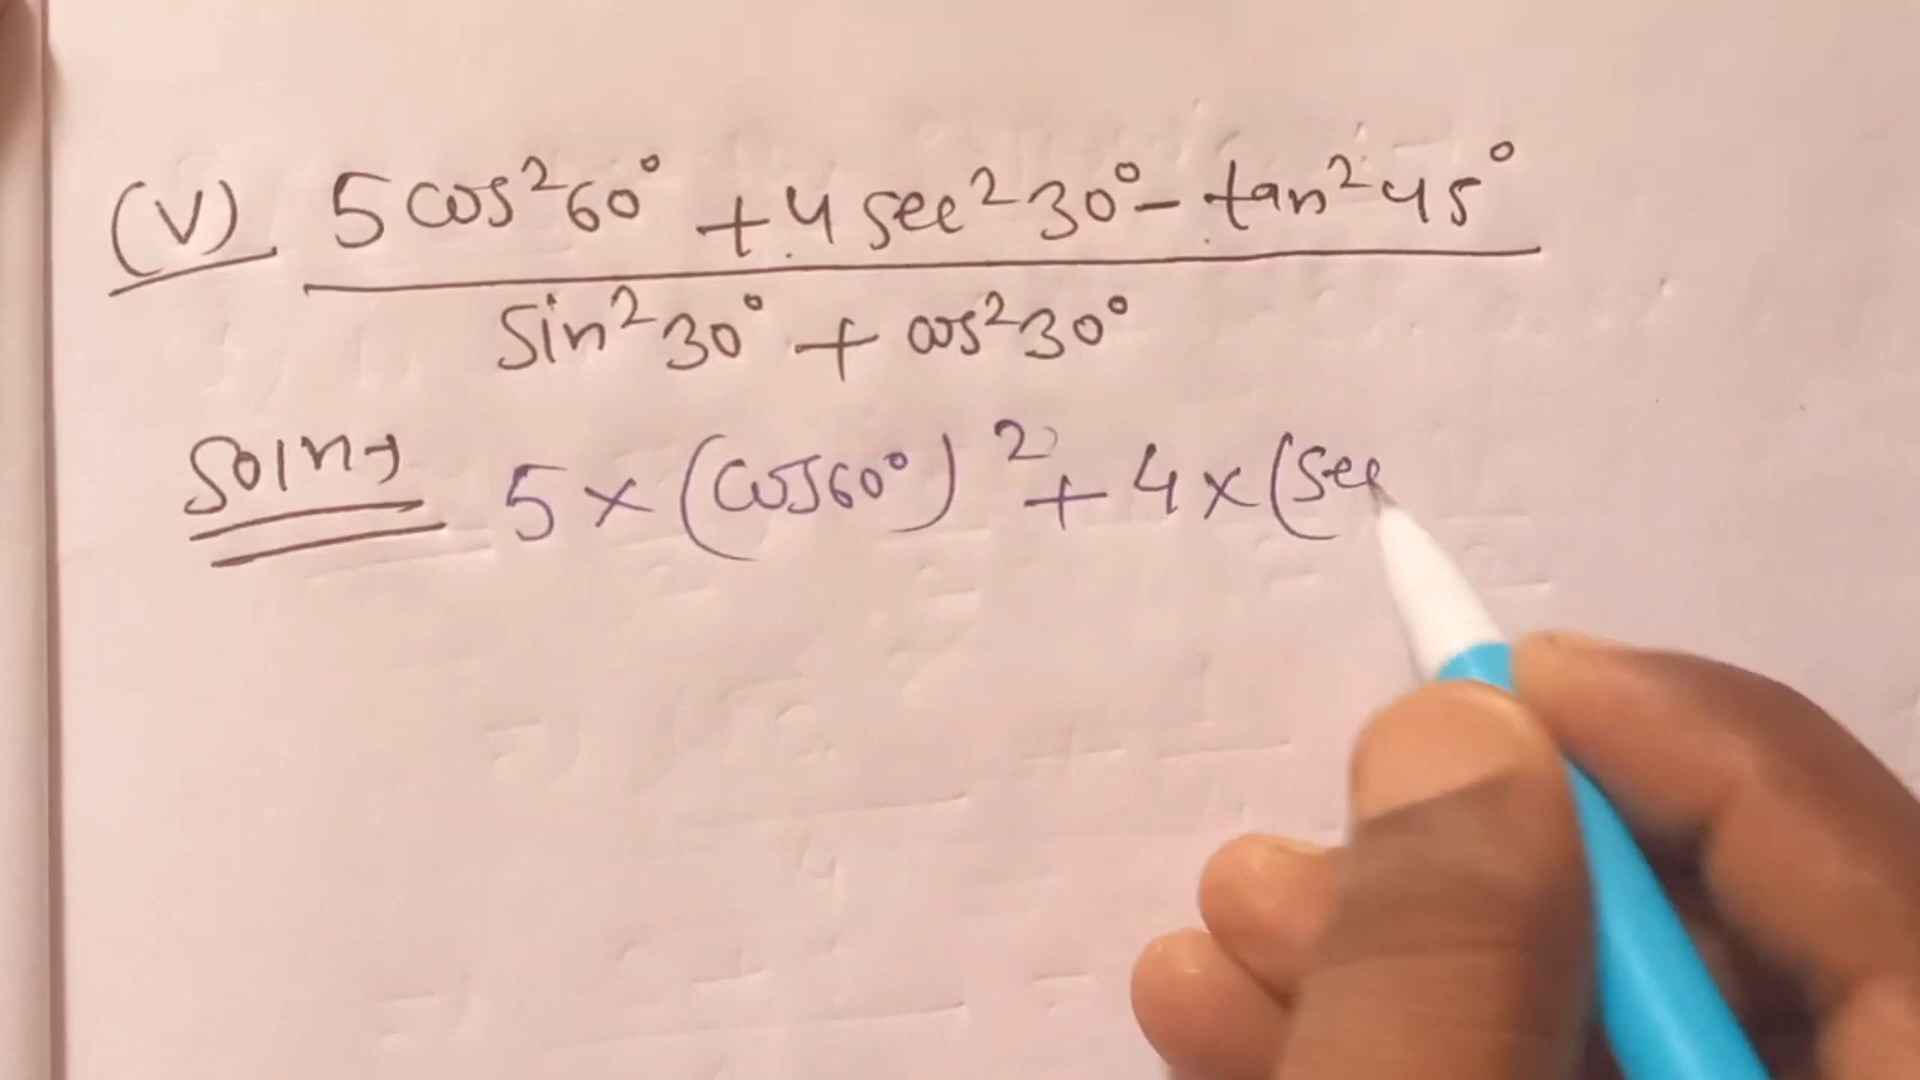 (V) 5 cos²60° + 4 sec²30° - tan²45°
sin²30° + cos²30°
Soln→ 5 × (cos60°)² + 4 × (sec